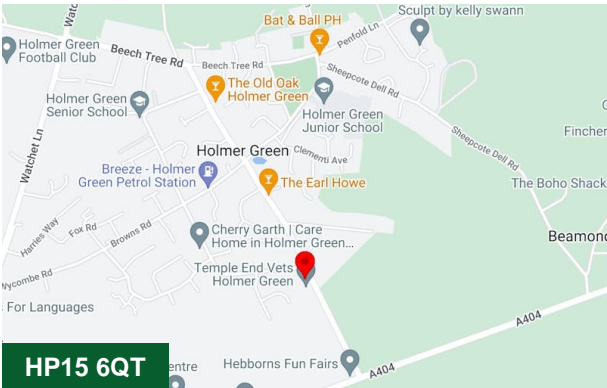 Sculpt by kelly swann
Watc
Bat & Ball PH
Penfold Ln
Holmer Green
Football Club
Beech Tree Rd
Beech Tree Rd
Sheepcote Dell Rd
The Old Oak
Holmer Green
Holmer Green
Senior School
Holmer Green
Junior School
Watchet Ln
Sheepcote Dell Rd
Fincher
Holmer Green
Clementi Ave
Breeze - Holmer
Green Petrol Station
The Earl Howe
The Boho Shack
Harries Way
Fox Rd
Browns Rd
Cherry Garth | Care
Home in Holmer Green...
Beamond
Wycombe Rd
Temple End Vets
Holmer Green
For Languages
A404
HP15 6QT
entre
Hebborns Fun Fairs
A404